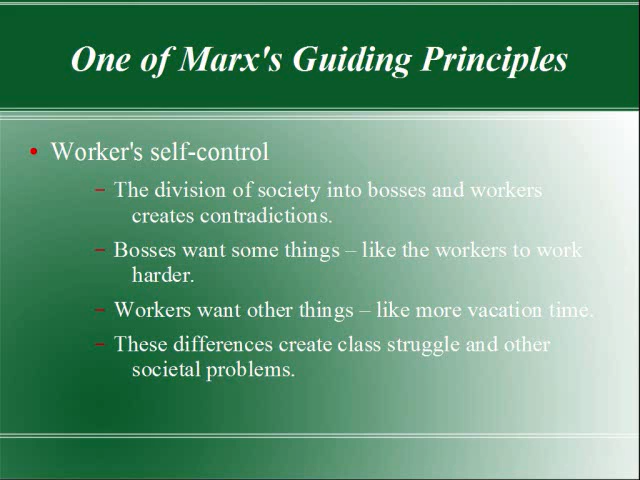 One of Marx's Guiding Principles
• Worker's self-control
– The division of society into bosses and workers
creates contradictions.
– Bosses want some things – like the workers to work
harder.
– Workers want other things – like more vacation time.
– These differences create class struggle and other
societal problems.